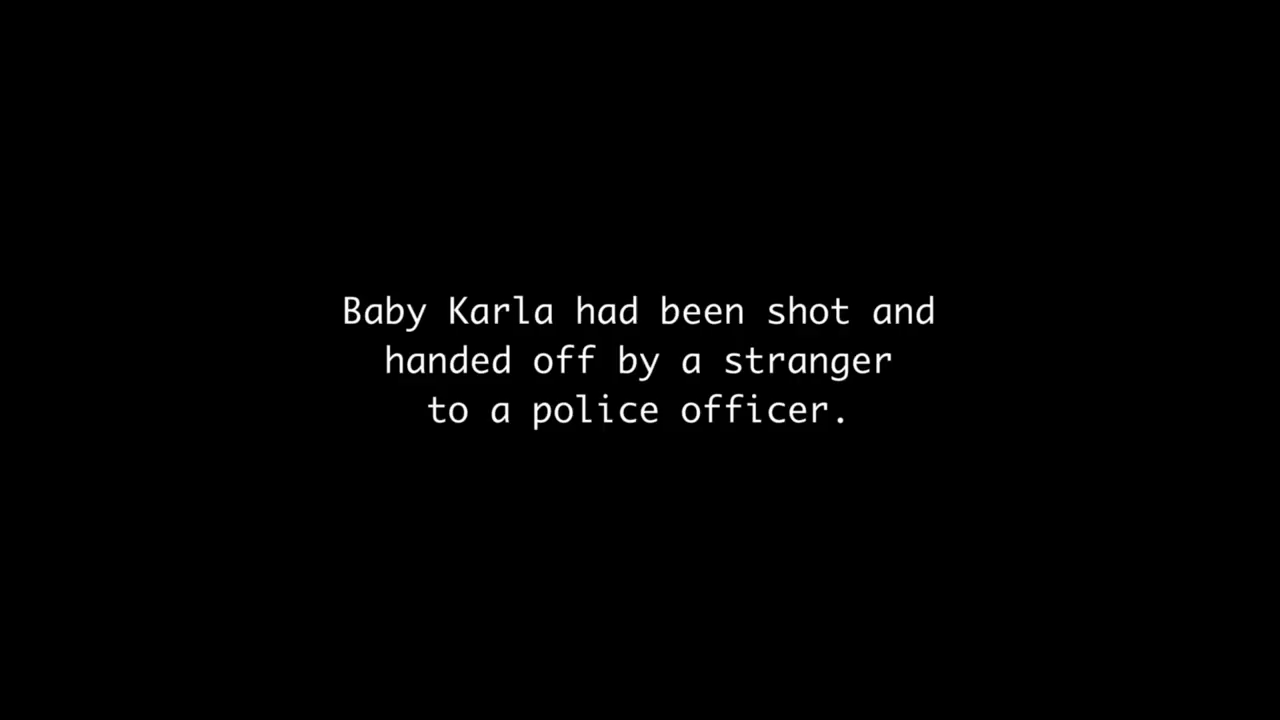 Baby Karla had been shot and
handed off by a stranger
to a police officer.